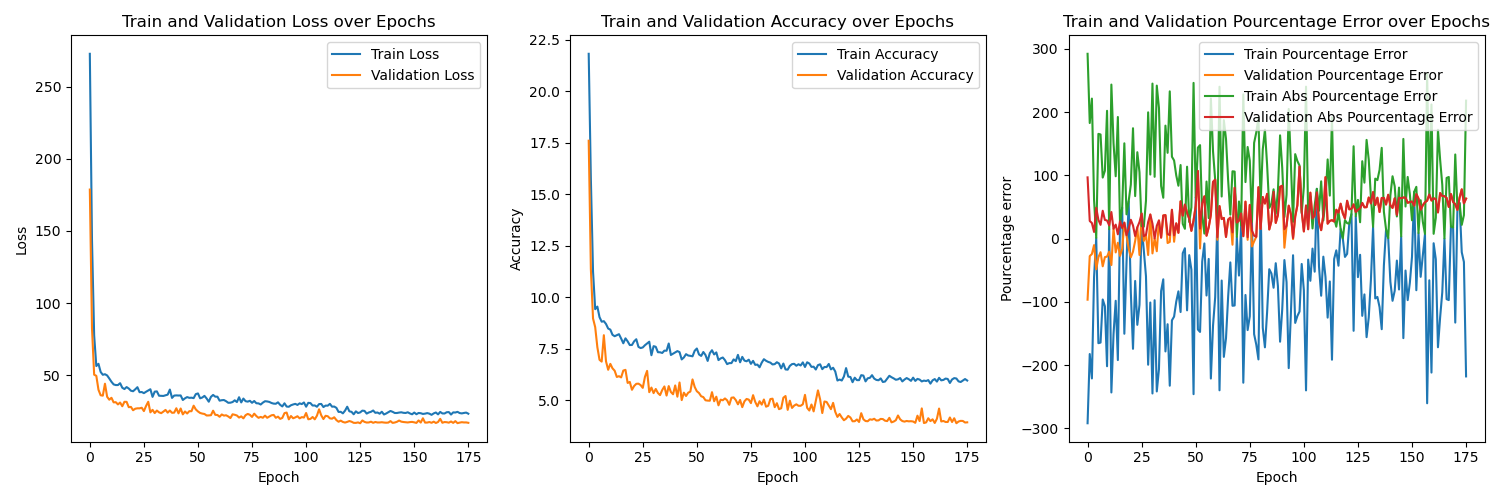 Train and Validation Loss over Epochs
Train Loss
Validation Loss
Loss
250
200
150
100
50
0 25 50 75 100 125 150 175
Epoch
Train and Validation Accuracy over Epochs
Train Accuracy
Validation Accuracy
Accuracy
22.5
20.0
17.5
15.0
12.5
10.0
7.5
5.0
0 25 50 75 100 125 150 175
Epoch
Train and Validation Pourcentage Error over Epochs
Train Pourcentage Error
Validation Pourcentage Error
Train Abs Pourcentage Error
Validation Abs Pourcentage Error
Pourcentage error
300
200
100
0
−100
−200
−300
0 25 50 75 100 125 150 175
Epoch